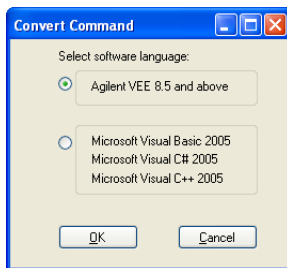 Convert Command
Select software language:
Agilent VEE 8.5 and above
Microsoft Visual Basic 2005
Microsoft Visual C# 2005
Microsoft Visual C++ 2005
OK
Cancel